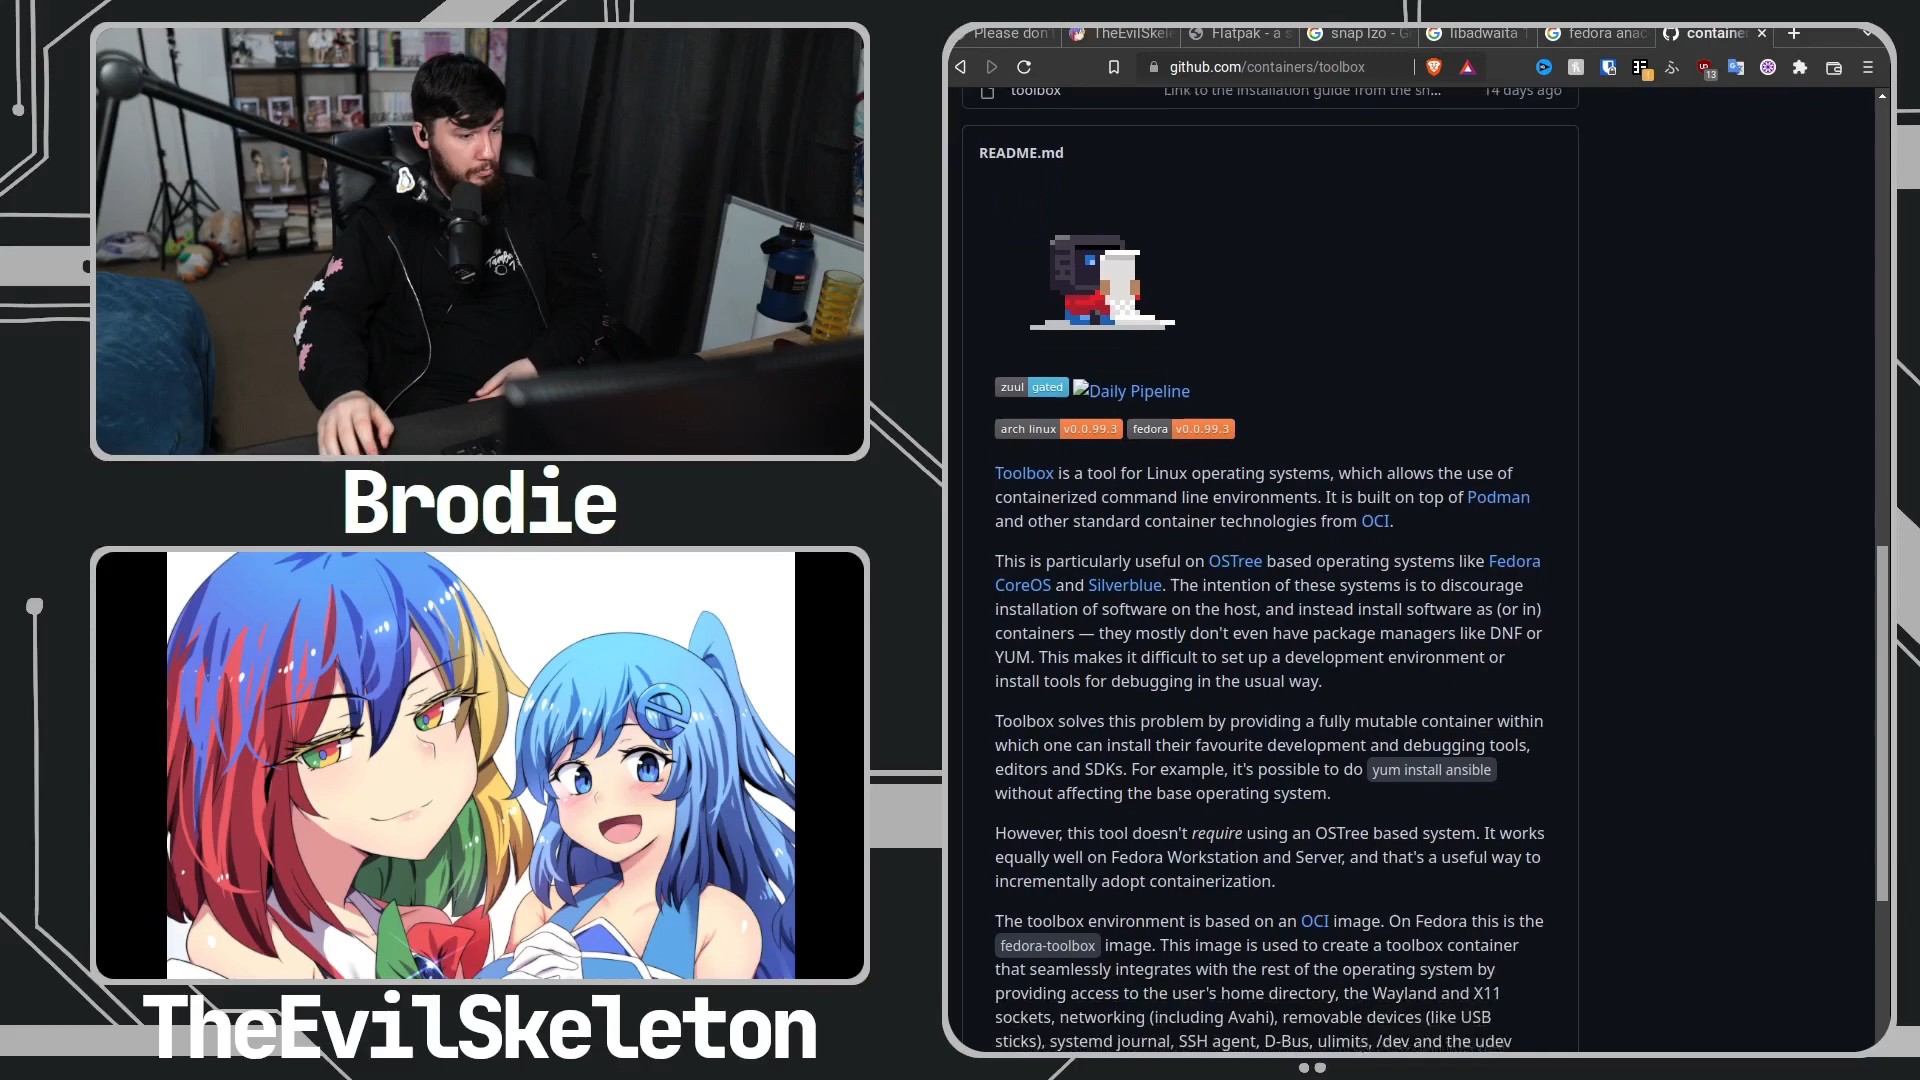 Brodie
TheEvilSkeleton
Please don'
TheEvilSkele
Flatpak - a s
snap lzo - G
libadwaita
fedora anac
containe
github.com/containers/toolbox
13
toolbox
Link to the installation guide from the sh...
14 days ago
README.md
zuul gated Daily Pipeline
arch linux v0.0.99.3 fedora v0.0.99.3
Toolbox is a tool for Linux operating systems, which allows the use of
containerized command line environments. It is built on top of Podman
and other standard container technologies from OCI.
This is particularly useful on OSTree based operating systems like Fedora
CoreOS and Silverblue. The intention of these systems is to discourage
installation of software on the host, and instead install software as (or in)
containers — they mostly don't even have package managers like DNF or
YUM. This makes it difficult to set up a development environment or
install tools for debugging in the usual way.
Toolbox solves this problem by providing a fully mutable container within
which one can install their favourite development and debugging tools,
editors and SDKs. For example, it's possible to do yum install ansible
without affecting the base operating system.
However, this tool doesn't require using an OSTree based system. It works
equally well on Fedora Workstation and Server, and that's a useful way to
incrementally adopt containerization.
The toolbox environment is based on an OCI image. On Fedora this is the
fedora-toolbox image. This image is used to create a toolbox container
that seamlessly integrates with the rest of the operating system by
providing access to the user's home directory, the Wayland and X11
sockets, networking (including Avahi), removable devices (like USB
sticks), systemd journal, SSH agent, D-Bus, ulimits, /dev and the udev